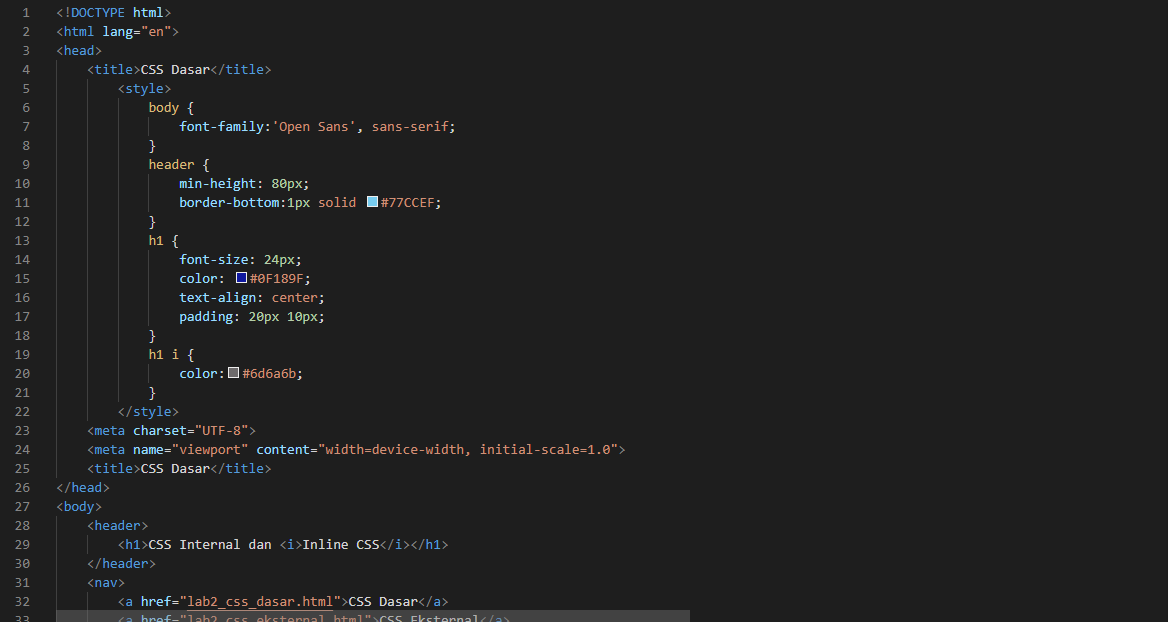 1 <!DOCTYPE html>
2 <html lang="en">
3 <head>
4     <title>CSS Dasar</title>
5         <style>
6             body {
7                 font-family:'Open Sans', sans-serif;
8             }
9             header {
10                 min-height: 80px;
11                 border-bottom:1px solid #77CCEF;
12             }
13             h1 {
14                 font-size: 24px;
15                 color: #0F189F;
16                 text-align: center;
17                 padding: 20px 10px;
18             }
19             h1 i {
20                 color:#6d6a6b;
21             }
22         </style>
23     <meta charset="UTF-8">
24     <meta name="viewport" content="width=device-width, initial-scale=1.0">
25     <title>CSS Dasar</title>
26 </head>
27 <body>
28     <header>
29         <h1>CSS Internal dan <i>Inline CSS</i></h1>
30     </header>
31     <nav>
32         <a href="lab2_css_dasar.html">CSS Dasar</a>
33         <a href="lab2_css_eksternal.html">CSS Eksternal</a>